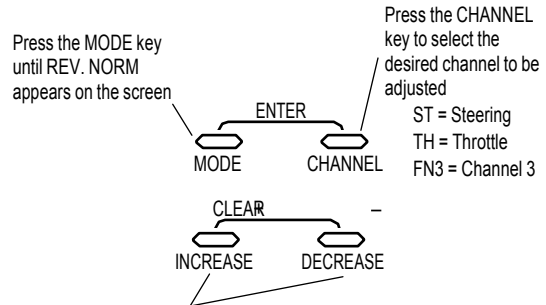 Press the MODE key
until REV. NORM
appears on the screen
Press the CHANNEL
key to select the
desired channel to be
adjusted
ST = Steering
TH = Throttle
FN3 = Channel 3
ENTER
MODE
CHANNEL
CLEAR
+
–
INCREASE
DECREASE